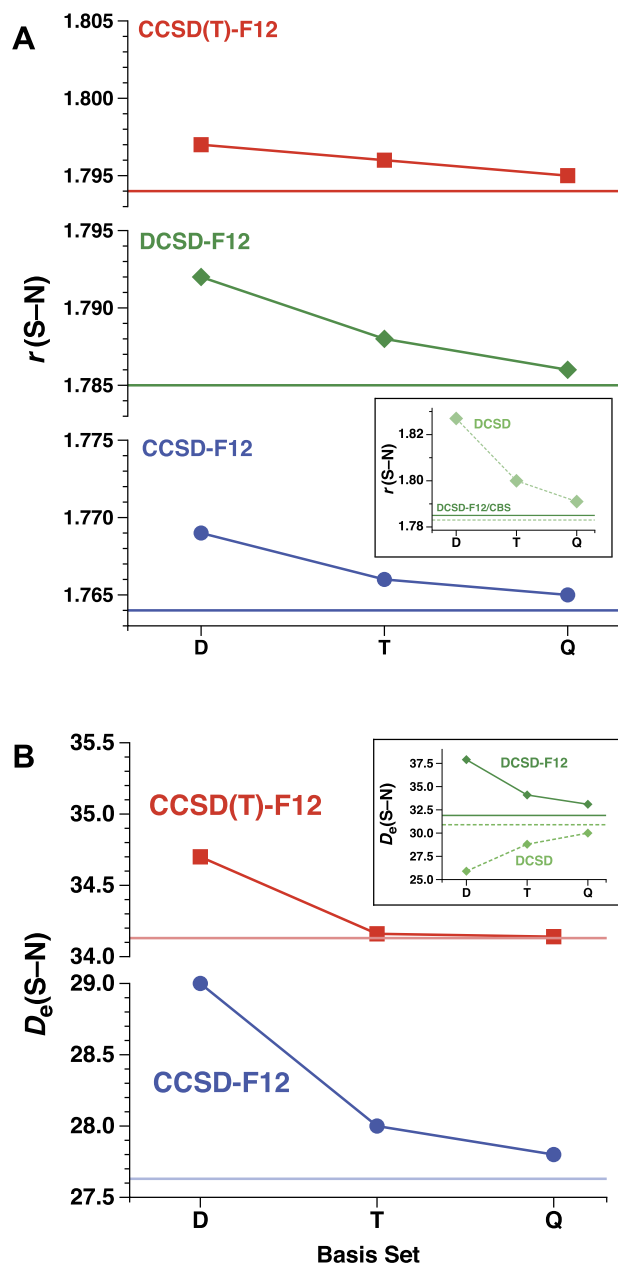 A
CCSD(T)-F12
1.805
1.800
1.795
DCSD-F12
1.795
1.790
1.785
r (S–N)
CCSD-F12
1.775
1.770
1.765
D T Q
DCSD
1.82
1.80
1.78
r (S–N)
DCSD-F12/CBS
D T Q
B
35.5
35.0
34.5
34.0
CCSD(T)-F12
DCSD-F12
37.5
35.0
32.5
30.0
27.5
25.0
De(S–N)
DCSD
D T Q
De(S–N)
29.0
28.5
28.0
27.5
CCSD-F12
D T Q
Basis Set